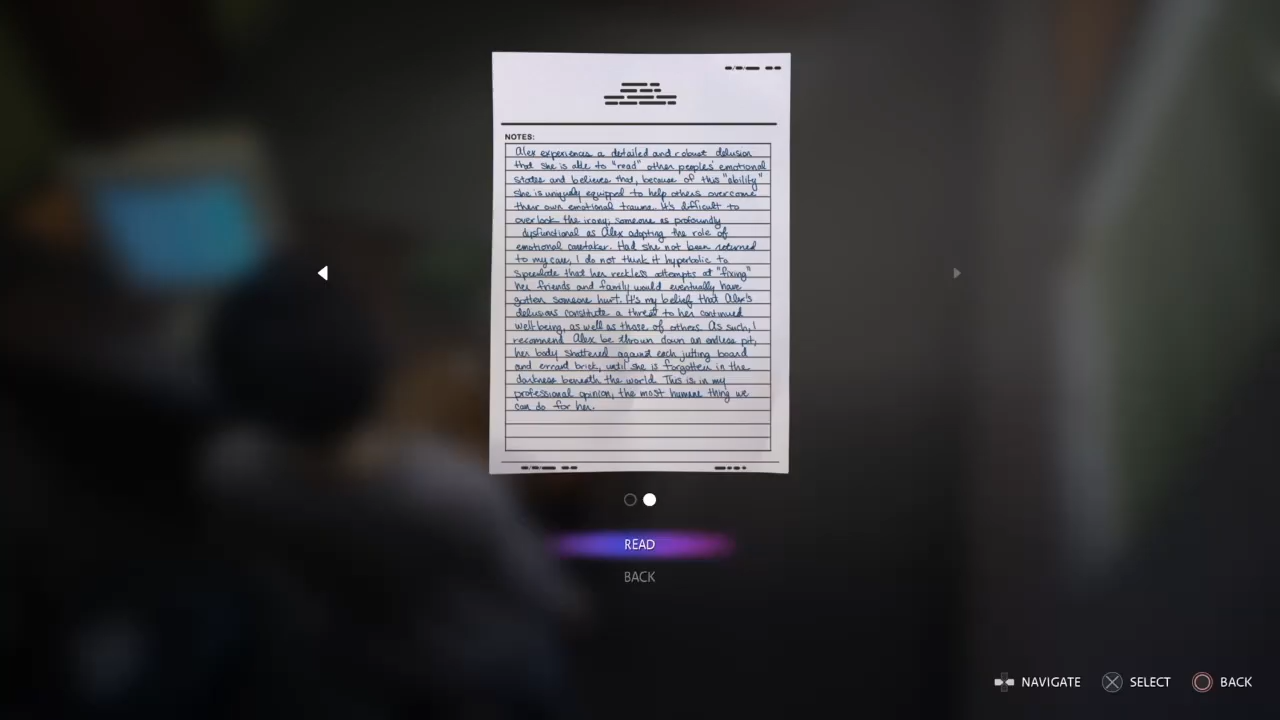 NOTES:
Alex experiences a detailed and robust delusion
that she is able to "read" other peoples' emotional
states and believes that, because of this "ability"
she is uniquely equipped to help others overcome
their own emotional trauma. It's difficult to
overlook the irony; someone as profoundly
dysfunctional as Alex adopting the role of
emotional caretaker. Had she not been returned
to my care, I do not think it hyperbolic to
speculate that her reckless attempts at "fixing"
her friends and family would eventually have
gotten someone hurt. It's my belief that Alex's
delusions constitute a threat to her continued
well-being, as well as those of others. As such, I
recommend Alex be thrown down an endless pit,
her body shattered against each jutting board
and errant brick, until she is forgotten in the
darkness beneath the world. This is in my
professional opinion, the most humane thing we
can do for her.
READ
BACK
NAVIGATE SELECT BACK